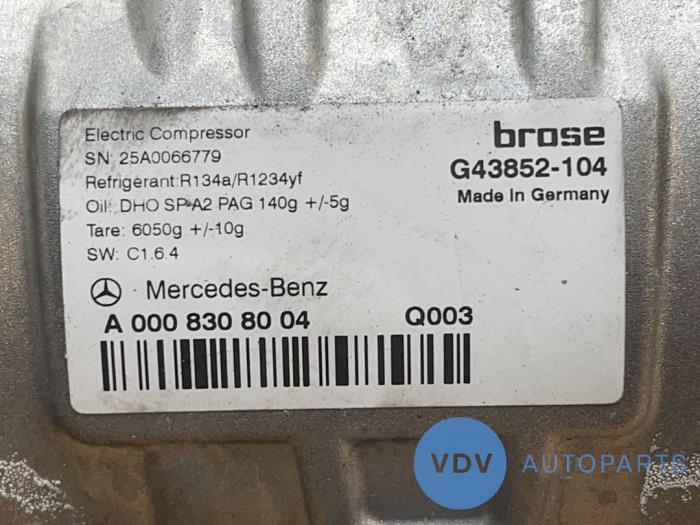 Electric Compressor
SN: 25A0066779
Refrigerant:R134a/R1234yf
Oil: DHO SP-A2 PAG 140g +/-5g
Tare: 6050g +/-10g
SW: C1.6.4
brose
G43852-104
Made in Germany
Mercedes-Benz
A 000 830 80 04 Q003
VDV AUTOPARTS